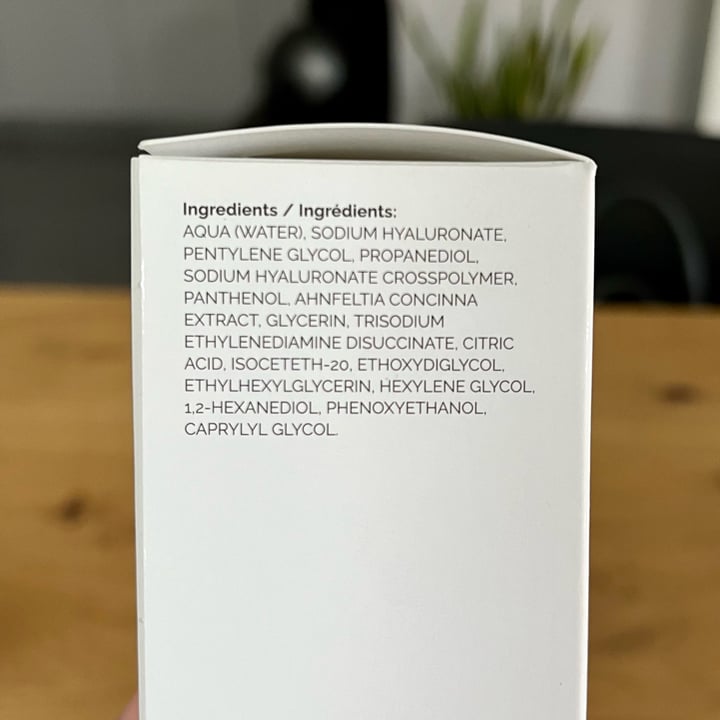 Ingredients / Ingrédients:
AQUA (WATER), SODIUM HYALURONATE,
PENTYLENE GLYCOL, PROPANEDIOL,
SODIUM HYALURONATE CROSSPOLYMER,
PANTHENOL, AHNFELTIA CONCINNA
EXTRACT, GLYCERIN, TRISODIUM
ETHYLENEDIAMINE DISUCCINATE, CITRIC
ACID, ISOCETETH-20, ETHOXYDIGLYCOL,
ETHYLHEXYLGLYCERIN, HEXYLENE GLYCOL,
1,2-HEXANEDIOL, PHENOXYETHANOL,
CAPRYLYL GLYCOL.